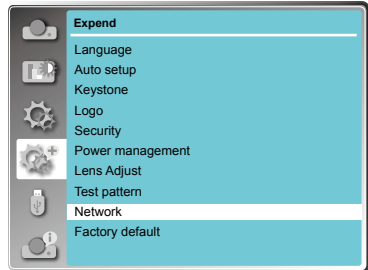 Expend
Language
Auto setup
Keystone
Logo
Security
Power management
Lens Adjust
Test pattern
Network
Factory default